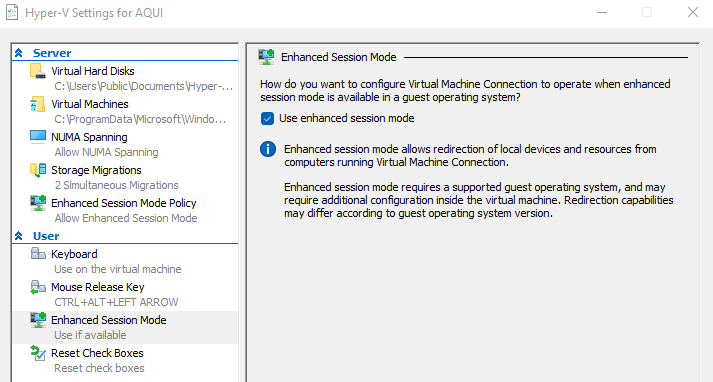 Hyper-V Settings for AQUI
Server
Virtual Hard Disks
C:\Users\Public\Documents\Hyper-...
Virtual Machines
C:\ProgramData\Microsoft\Windo...
NUMA Spanning
Allow NUMA Spanning
Storage Migrations
2 Simultaneous Migrations
Enhanced Session Mode Policy
Allow Enhanced Session Mode
User
Keyboard
Use on the virtual machine
Mouse Release Key
CTRL+ALT+LEFT ARROW
Enhanced Session Mode
Use if available
Reset Check Boxes
Reset check boxes
Enhanced Session Mode
How do you want to configure Virtual Machine Connection to operate when enhanced
session mode is available in a guest operating system?
Use enhanced session mode
Enhanced session mode allows redirection of local devices and resources from
computers running Virtual Machine Connection.
Enhanced session mode requires a supported guest operating system, and may
require additional configuration inside the virtual machine. Redirection capabilities
may differ according to guest operating system version.